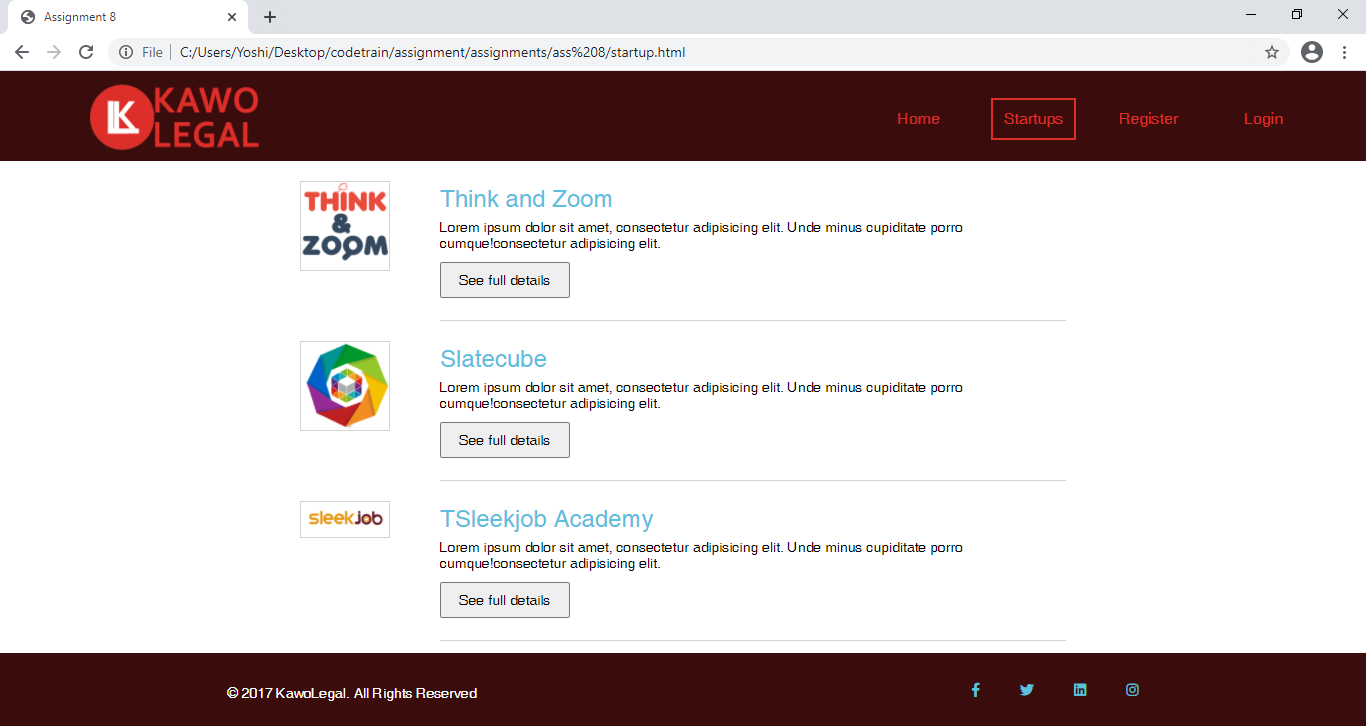 Assignment 8
File
C:/Users/Yoshi/Desktop/codetrain/assignment/assignments/ass%208/startup.html
K KAWO
LEGAL
Home Startups Register Login
THINK
&
ZOOM
Think and Zoom
Lorem ipsum dolor sit amet, consectetur adipisicing elit. Unde minus cupiditate porro
cumque!consectetur adipisicing elit.
See full details
Slatecube
Lorem ipsum dolor sit amet, consectetur adipisicing elit. Unde minus cupiditate porro
cumque!consectetur adipisicing elit.
See full details
sleekjob
TSleekjob Academy
Lorem ipsum dolor sit amet, consectetur adipisicing elit. Unde minus cupiditate porro
cumque!consectetur adipisicing elit.
See full details
© 2017 KawoLegal. All Rights Reserved